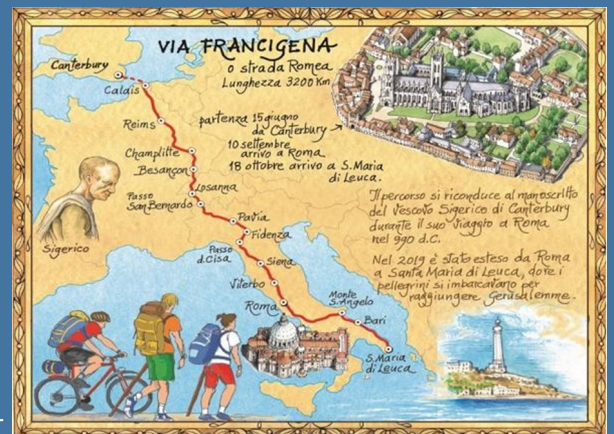 VIA FRANCIGENA
o strada Romea
Lunghezza 3200 Km
Canterbury
Calais
partenza 15 giugno
da Canterbury
10 settembre
arrivo a Roma
18 ottobre arrivo a S. Maria
di Leuca.
Reims
Champlitte
Besançon
Losanna
Passo
San Bernardo
Pavia
Fidenza
Passo
d. Cisa
Siena
Viterbo
Roma
Monte
S. Angelo
Bari
S. Maria
di Leuca
Sigerico
Il percorso si riconduce al manoscritto
del Vescovo Sigerico di Canterbury
durante il suo viaggio a Roma
nel 990 d.C.
Nel 2019 è stato esteso da Roma
a Santa Maria di Leuca, dove i
pellegrini si imbarcavano per
raggiungere Gerusalemme.